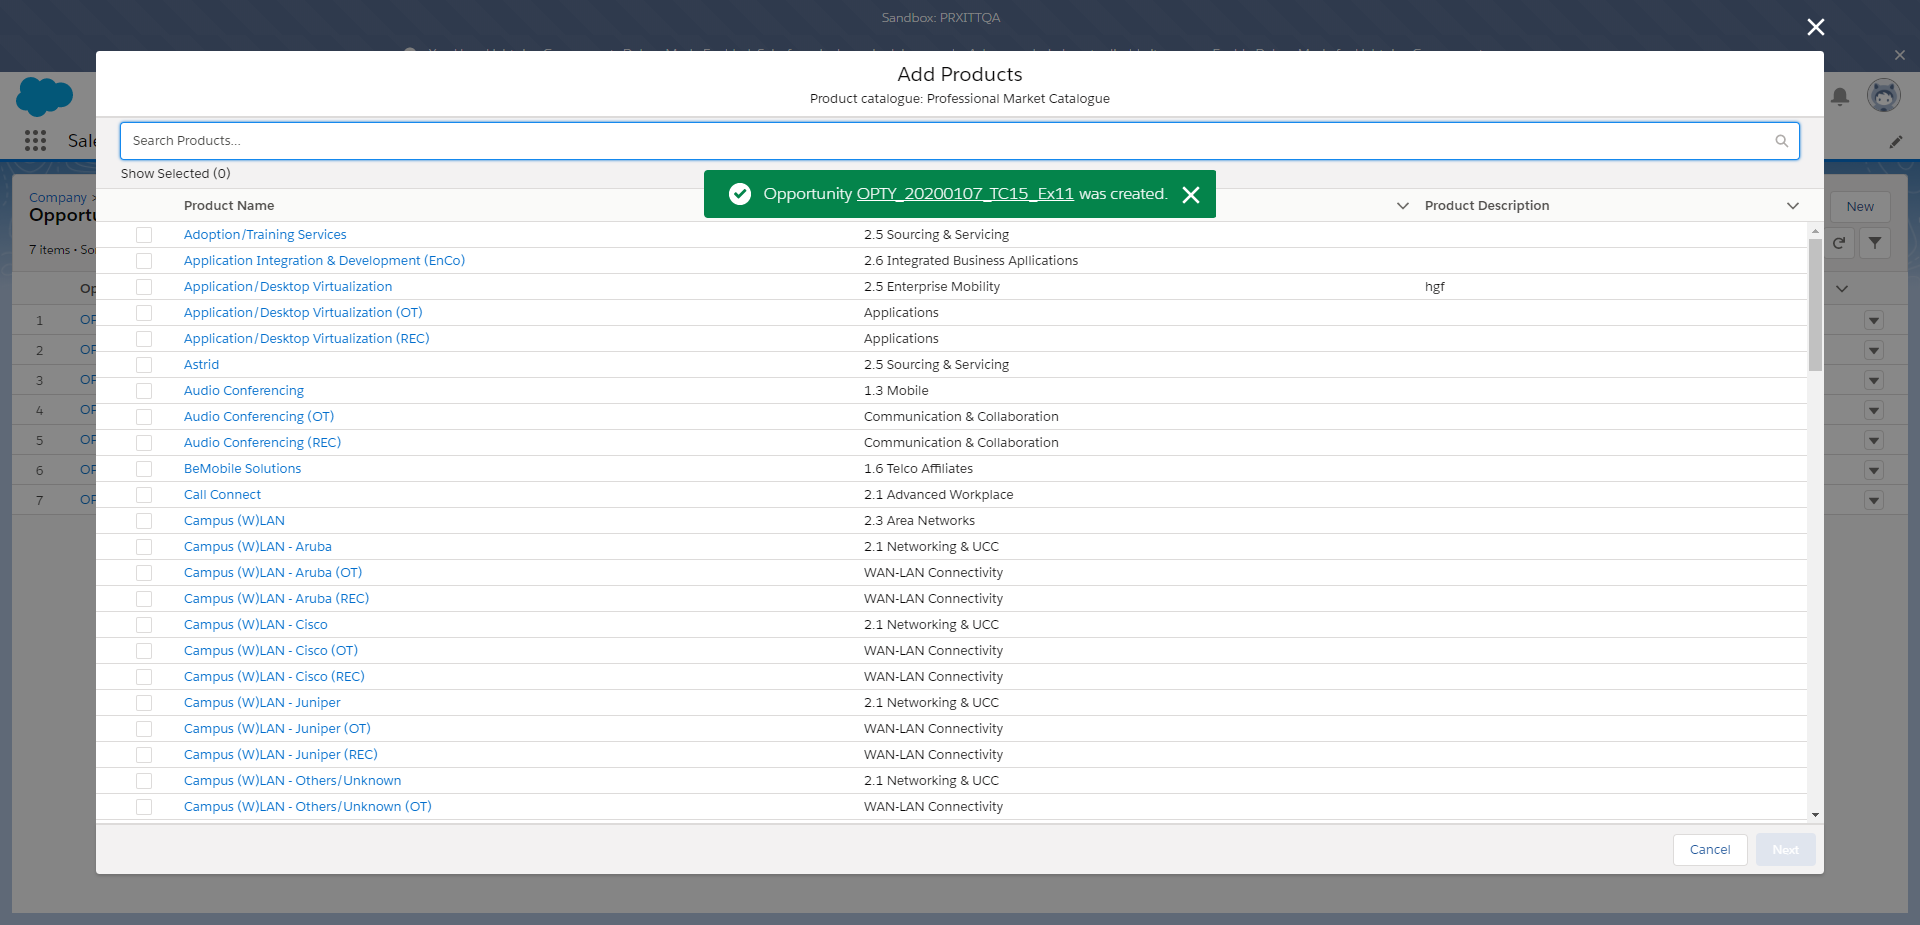 Sandbox: PRXITTQA
Add Products
Product catalogue: Professional Market Catalogue
Search Products...
Show Selected (0)
Opportunity OPTY_20200107_TC15_Ex11 was created.
Product Name Product Description
Adoption/Training Services 2.5 Sourcing & Servicing
Application Integration & Development (EnCo) 2.6 Integrated Business Apllications
Application/Desktop Virtualization 2.5 Enterprise Mobility hgf
Application/Desktop Virtualization (OT) Applications
Application/Desktop Virtualization (REC) Applications
Astrid 2.5 Sourcing & Servicing
Audio Conferencing 1.3 Mobile
Audio Conferencing (OT) Communication & Collaboration
Audio Conferencing (REC) Communication & Collaboration
BeMobile Solutions 1.6 Telco Affiliates
Call Connect 2.1 Advanced Workplace
Campus (W)LAN 2.3 Area Networks
Campus (W)LAN - Aruba 2.1 Networking & UCC
Campus (W)LAN - Aruba (OT) WAN-LAN Connectivity
Campus (W)LAN - Aruba (REC) WAN-LAN Connectivity
Campus (W)LAN - Cisco 2.1 Networking & UCC
Campus (W)LAN - Cisco (OT) WAN-LAN Connectivity
Campus (W)LAN - Cisco (REC) WAN-LAN Connectivity
Campus (W)LAN - Juniper 2.1 Networking & UCC
Campus (W)LAN - Juniper (OT) WAN-LAN Connectivity
Campus (W)LAN - Juniper (REC) WAN-LAN Connectivity
Campus (W)LAN - Others/Unknown 2.1 Networking & UCC
Campus (W)LAN - Others/Unknown (OT) WAN-LAN Connectivity
Cancel Next
Sale
Company >
Opportu
7 items • So
New
Op
1 OP
2 OP
3 OP
4 OP
5 OP
6 OP
7 OP